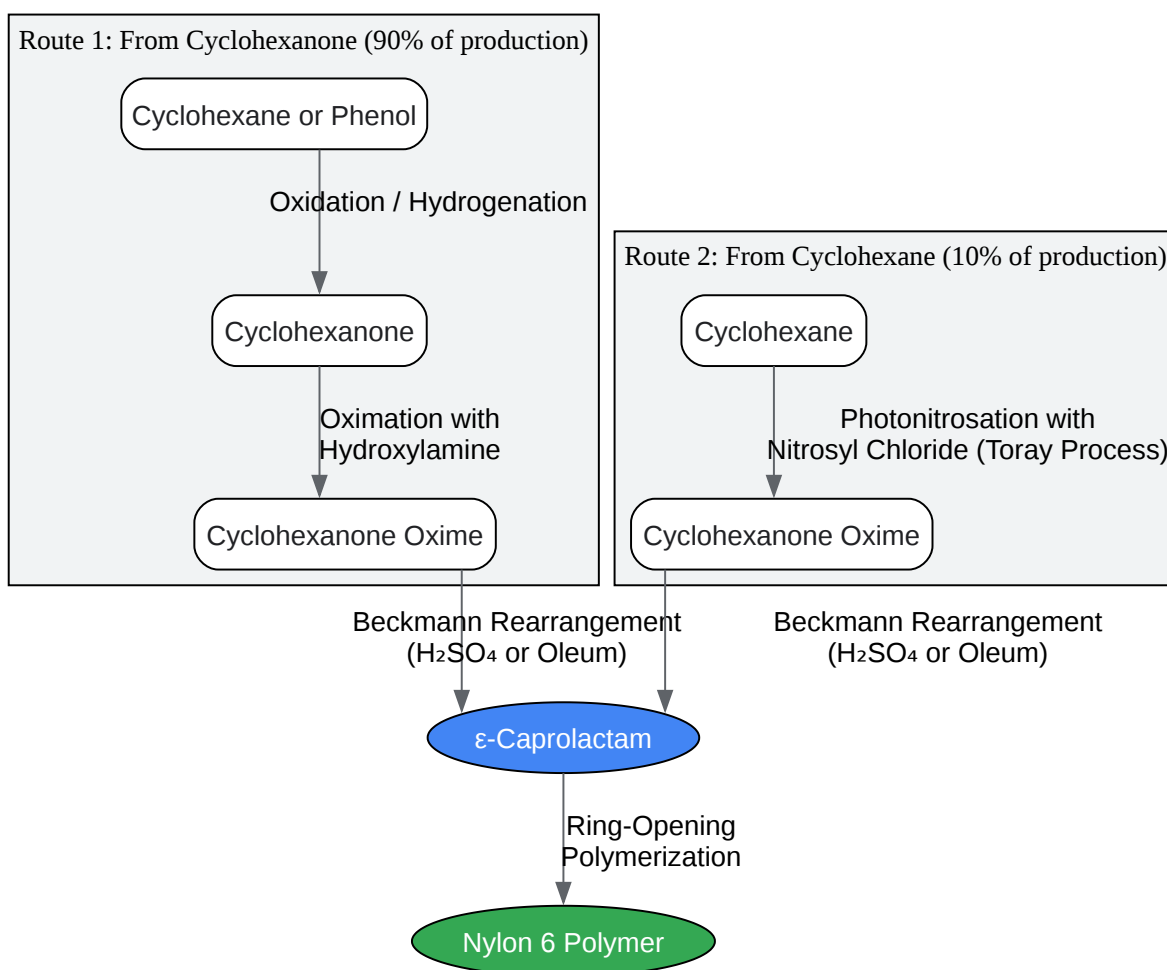 Route 1: From Cyclohexanone (90% of production)
Cyclohexane or Phenol
Oxidation / Hydrogenation
Cyclohexanone
Oximation with
Hydroxylamine
Cyclohexanone Oxime
Route 2: From Cyclohexane (10% of production)
Cyclohexane
Photonitrosation with
Nitrosyl Chloride (Toray Process)
Cyclohexanone Oxime
Beckmann Rearrangement
(H₂SO₄ or Oleum)
Beckmann Rearrangement
(H₂SO₄ or Oleum)
ε-Caprolactam
Ring-Opening
Polymerization
Nylon 6 Polymer